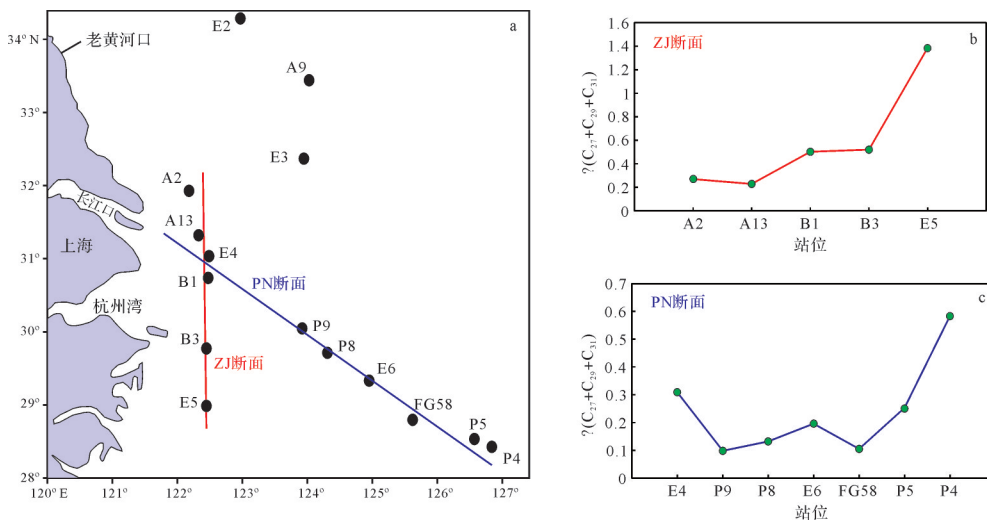 a
34°N
33°
32°
31°
30°
29°
28°
120°E
121°
122°
123°
124°
125°
126°
127°
老黄河口
长江口
上海
杭州湾
E2
A9
E3
A2
A13
E4
B1
PN断面
P9
P8
B3
ZJ断面
E6
E5
FG58
P5
P4
b
ZJ断面
?(C27+C29+C31)
1.6
1.4
1.2
1
0.8
0.6
0.4
0.2
0
A2
A13
B1
B3
E5
站位
c
PN断面
?(C27+C29+C31)
0.7
0.6
0.5
0.4
0.3
0.2
0.1
0
E4
P9
P8
E6
FG58
P5
P4
站位